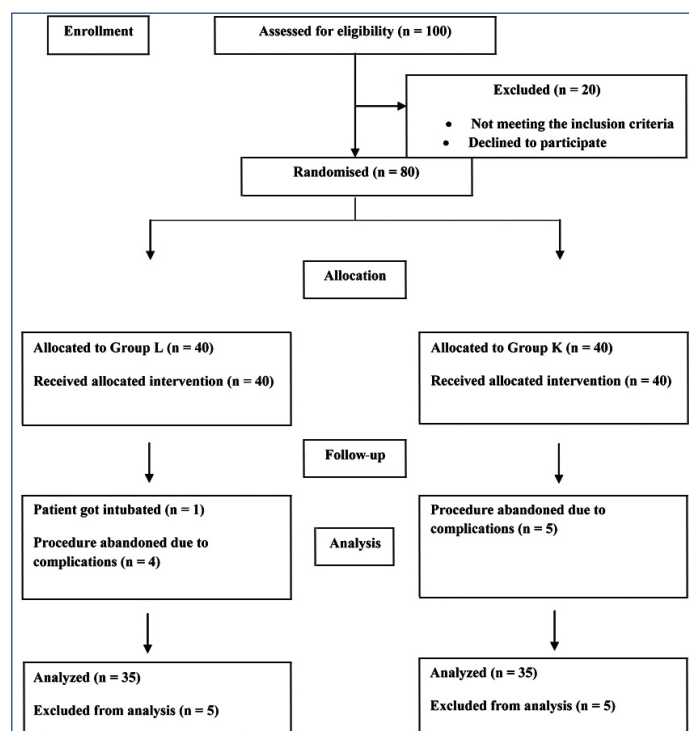 Enrollment
Assessed for eligibility (n = 100)
Excluded (n = 20)
• Not meeting the inclusion criteria
• Declined to participate
Randomised (n = 80)
Allocation
Allocated to Group L (n = 40)
Received allocated intervention (n = 40)
Allocated to Group K (n = 40)
Received allocated intervention (n = 40)
Follow-up
Patient got intubated (n = 1)
Procedure abandoned due to
complications (n = 4)
Procedure abandoned due to
complications (n = 5)
Analysis
Analyzed (n = 35)
Excluded from analysis (n = 5)
Analyzed (n = 35)
Excluded from analysis (n = 5)